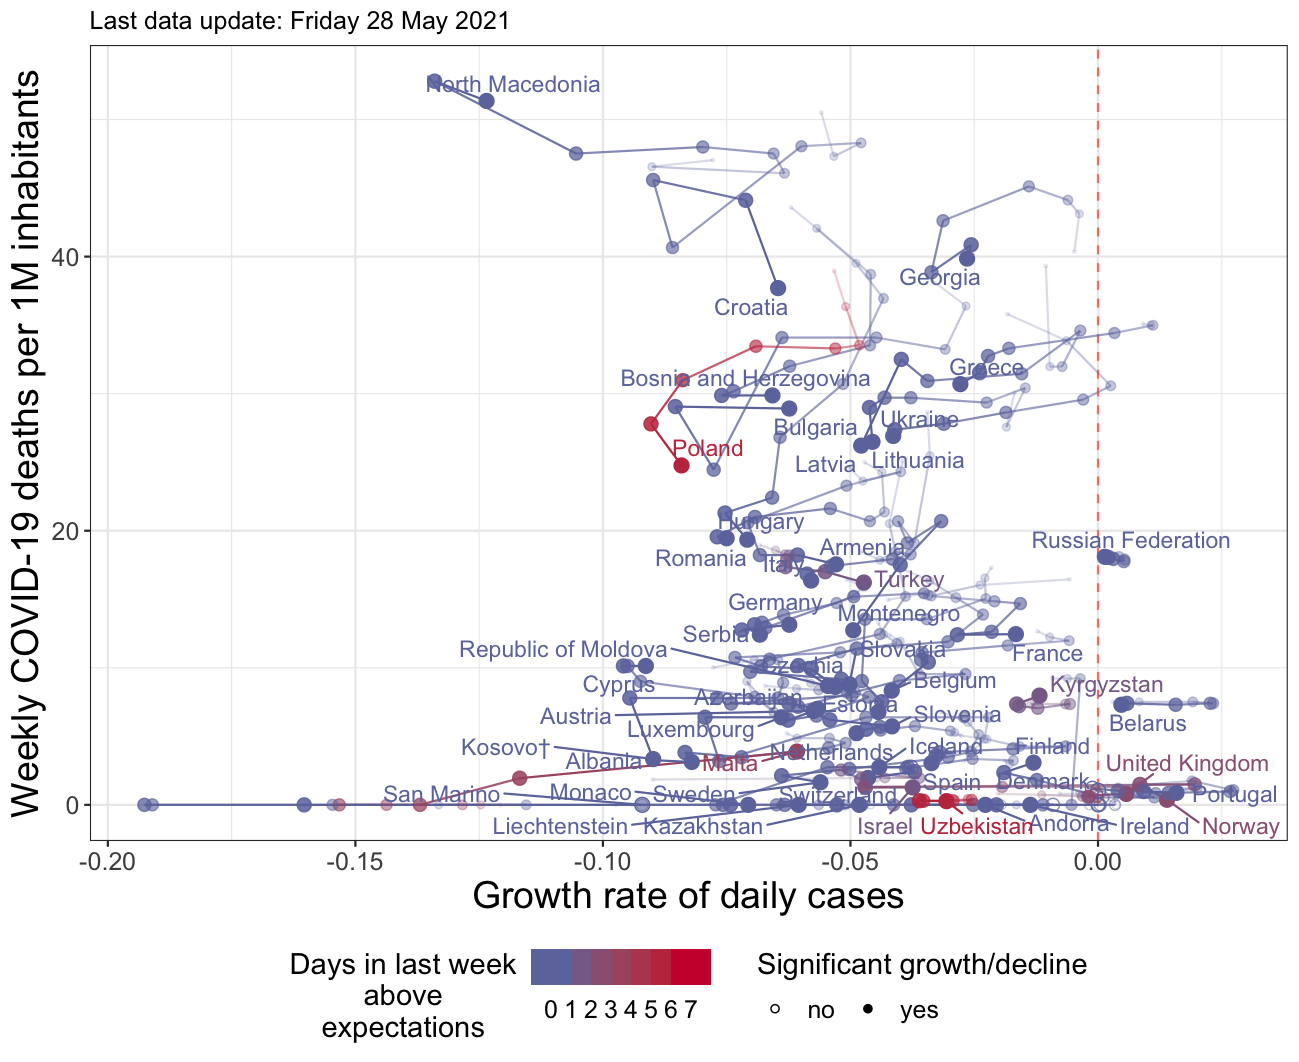 Last data update: Friday 28 May 2021
Weekly COVID-19 deaths per 1M inhabitants
40
20
0
North Macedonia
Croatia
Georgia
Greece
Bosnia and Herzegovina
Bulgaria
Ukraine
Poland
Latvia
Lithuania
Hungary
Romania
Italy
Armenia
Russian Federation
Turkey
Germany
Montenegro
Serbia
Republic of Moldova
Slovakia
France
Czechia
Cyprus
Belgium
Kyrgyzstan
Azerbaijan
Estonia
Austria
Luxembourg
Slovenia
Belarus
Kosovo†
Albania
Malta
Netherlands
Iceland
Finland
United Kingdom
San Marino
Monaco
Sweden
Switzerland
Spain
Denmark
Portugal
Liechtenstein
Kazakhstan
Israel
Uzbekistan
Andorra
Ireland
Norway
-0.20
-0.15
-0.10
-0.05
0.00
Growth rate of daily cases
Days in last week
above
expectations
0 1 2 3 4 5 6 7
Significant growth/decline
no
yes